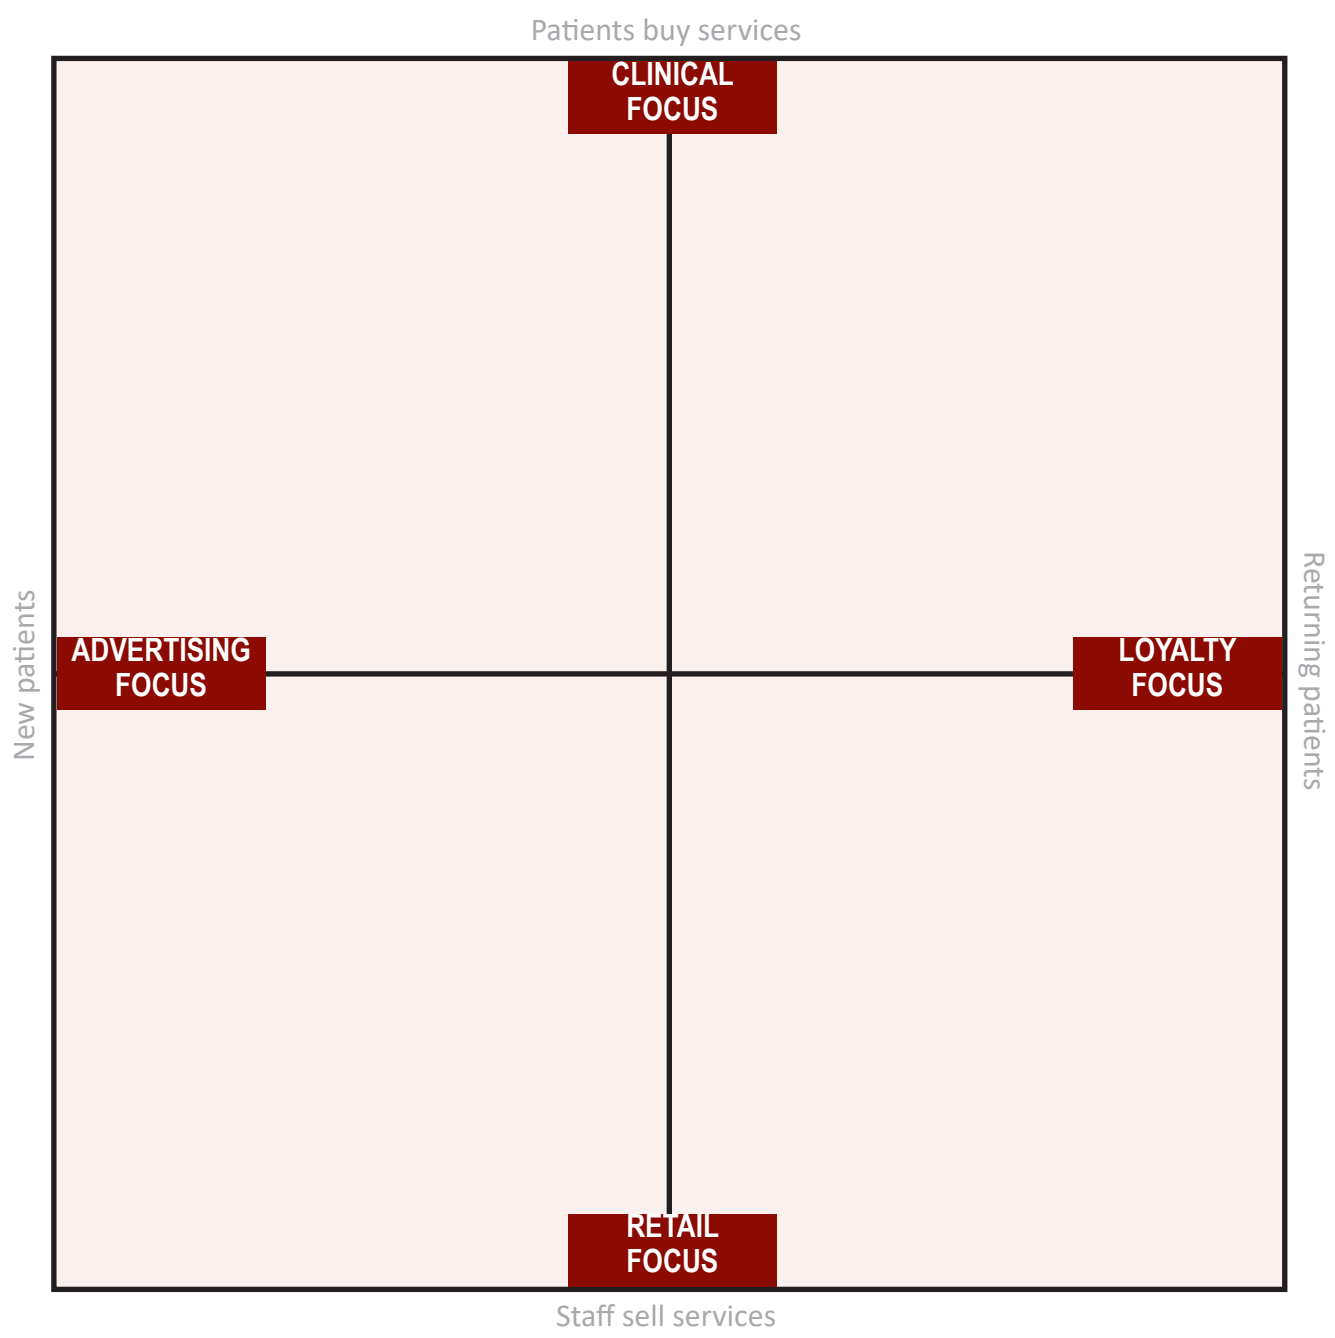 Patients buy services
CLINICAL
FOCUS
New patients
ADVERTISING
FOCUS
LOYALTY
FOCUS
Returning patients
RETAIL
FOCUS
Staff sell services